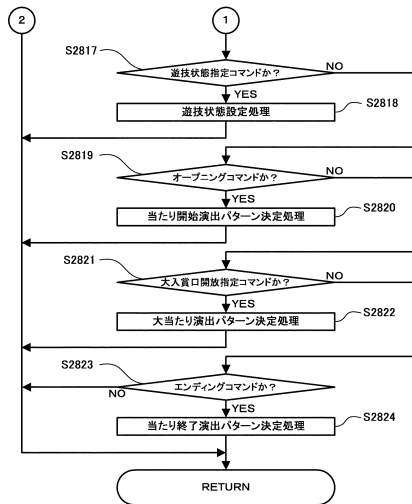 2
1
S2817
遊技状態指定コマンドか？
NO
YES
遊技状態設定処理
S2818
S2819
オープニングコマンドか？
NO
YES
当たり開始演出パターン決定処理
S2820
S2821
大入賞口開放指定コマンドか？
NO
YES
大当たり演出パターン決定処理
S2822
S2823
エンディングコマンドか？
NO
YES
当たり終了演出パターン決定処理
S2824
RETURN